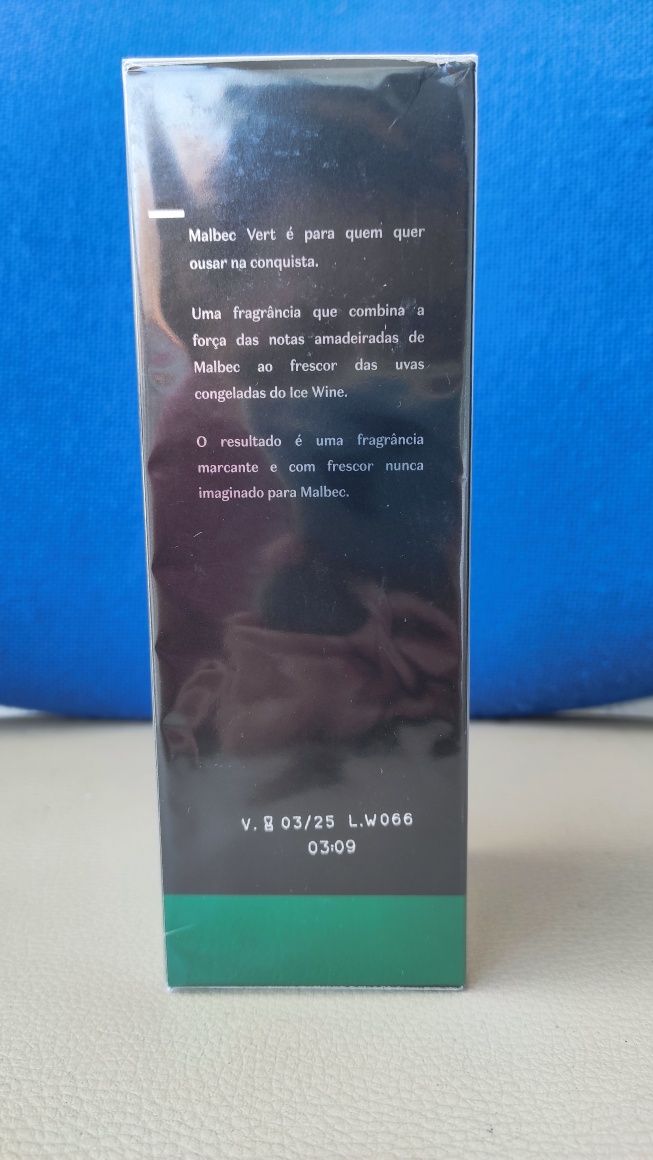 Malbec Vert é para quem quer
ousar na conquista.
Uma fragrância que combina a
força das notas amadeiradas de
Malbec ao frescor das uvas
congeladas do Ice Wine.
O resultado é uma fragrância
marcante e com frescor nunca
imaginado para Malbec.
V. ⌛ 03/25 L.W066
03:09